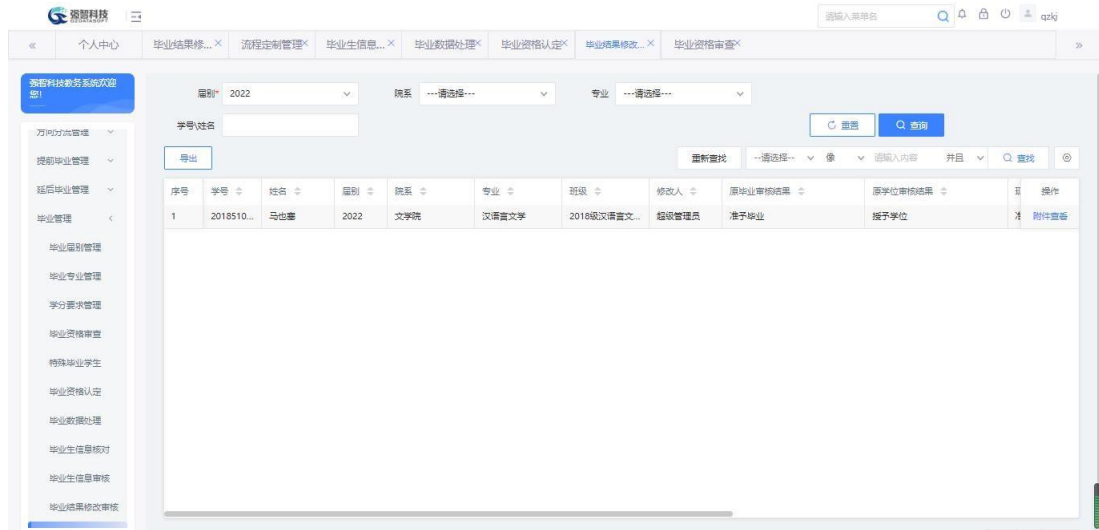 强智科技
QZDATASOFT
请输入菜单名
qzkj
个人中心 毕业结果修... 流程定制管理 毕业生信息... 毕业数据处理 毕业资格认定 毕业结果修改... 毕业资格审查
强智科技教务系统欢迎
您!
届别* 2022 院系 ---请选择--- 专业 ---请选择---
学号\姓名
重置 查询
导出 重新查找 --请选择-- 像 请输入内容 并且 查找
序号 学号 姓名 届别 院系 专业 班级 修改人 原毕业审核结果 原学位审核结果 操作
1 2018510... 马也骞 2022 文学院 汉语言文学 2018级汉语言文... 超级管理员 准予毕业 授予学位 准 附件查看
方向分流管理
提前毕业管理
延后毕业管理
毕业管理
毕业届别管理
毕业专业管理
学分要求管理
毕业资格审查
特殊毕业学生
毕业资格认定
毕业数据处理
毕业生信息核对
毕业生信息审核
毕业结果修改审核